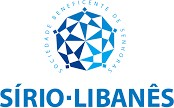 SOCIEDADE BENEFICENTE DE SENHORAS
SÍRIO-LIBANÊS